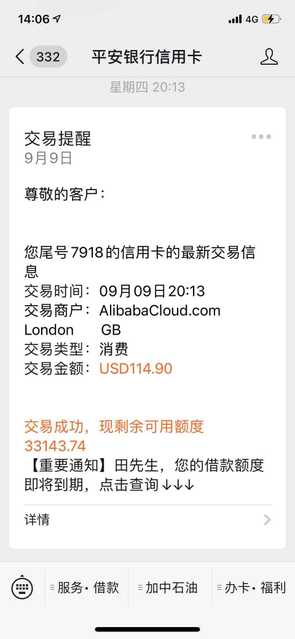 14:06
4G
332
平安银行信用卡
星期四 20:13
交易提醒
9月9日
尊敬的客户：
您尾号7918的信用卡的最新交易信
息
交易时间：09月09日20:13
交易商户：AlibabaCloud.com
London GB
交易类型：消费
交易金额：USD114.90
交易成功，现剩余可用额度
33143.74
【重要通知】田先生，您的借款额度
即将到期，点击查询↓↓↓
详情
服务·借款
加中石油
办卡·福利